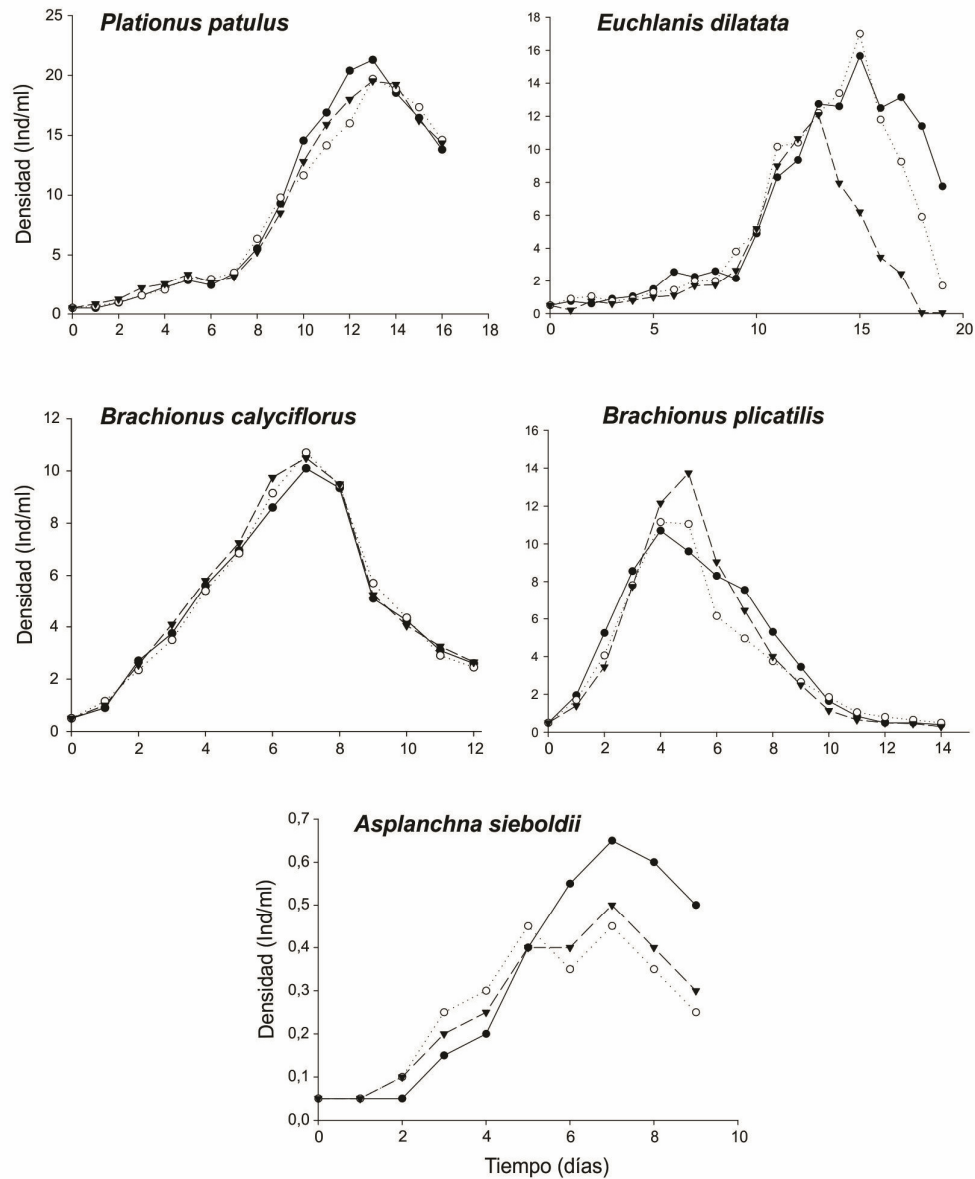 Plationus patulus
Densidad (Ind/ml)
25
20
15
10
5
0
0 2 4 6 8 10 12 14 16 18
Euchlanis dilatata
18
16
14
12
10
8
6
4
2
0
0 5 10 15 20
Brachionus calyciflorus
Densidad (Ind/ml)
12
10
8
6
4
2
0
0 2 4 6 8 10 12
Brachionus plicatilis
16
14
12
10
8
6
4
2
0
0 2 4 6 8 10 12 14
Asplanchna sieboldii
Densidad (Ind/ml)
0,7
0,6
0,5
0,4
0,3
0,2
0,1
0,0
0 2 4 6 8 10
Tiempo (días)